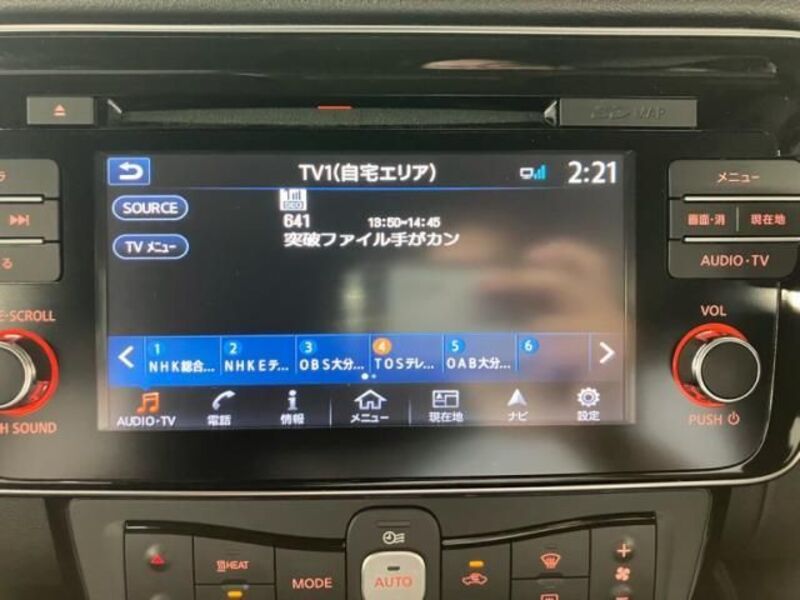 MAP
TV1(自宅エリア) 2:21
メニュー
SOURCE
SEG
641 13:50~14:45
画面・消 現在地
突破ファイル手がカン
TV メニュー
る
AUDIO・TV
E-SCROLL
VOL
1 2 3 4 5 6
NHK総合... NHKEテ... OBS大分... TOSテレ... OAB大分...
AUDIO・TV 電話 情報 メニュー 現在地 ナビ 設定
PUSH
H SOUND
HEAT
MODE
AUTO